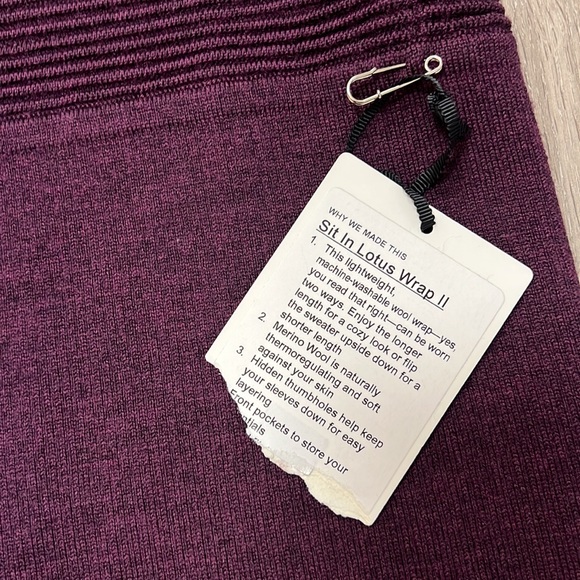 WHY WE MADE THIS
Sit In Lotus Wrap II
1. This lightweight,
machine-washable wool wrap—yes,
you read that right—can be worn
two ways. Enjoy the longer
length for a cozy look or flip
the sweater upside down for a
shorter length
2. Merino Wool is naturally
thermoregulating and soft
against your skin
3. Hidden thumbholes help keep
your sleeves down for easy
layering
Front pockets to store your